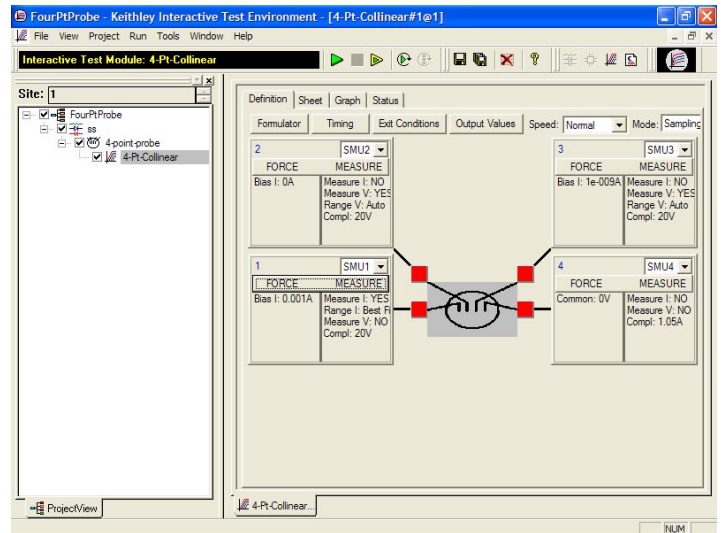 FourPtProbe - Keithley Interactive Test Environment - [4-Pt-Collinear#1@1]
File View Project Run Tools Window Help
Interactive Test Module: 4-Pt-Collinear
Site: 1
FourPtProbe
ss
4-point-probe
4-Pt-Collinear
ProjectView
Definition Sheet Graph Status
Formulator Timing Exit Conditions Output Values Speed: Normal Mode: Sampling
2 SMU2
FORCE MEASURE
Bias I: 0A Measure I: NO
Measure V: YES
Range V: Auto
Compl: 20V
3 SMU3
FORCE MEASURE
Bias I: 1e-009A Measure I: NO
Measure V: YES
Range V: Auto
Compl: 20V
1 SMU1
FORCE MEASURE
Bias I: 0.001A Measure I: YES
Range I: Best Fi
Measure V: NO
Compl: 20V
4 SMU4
FORCE MEASURE
Common: 0V Measure I: NO
Measure V: NO
Compl: 1.05A
4-Pt-Collinear...
NUM